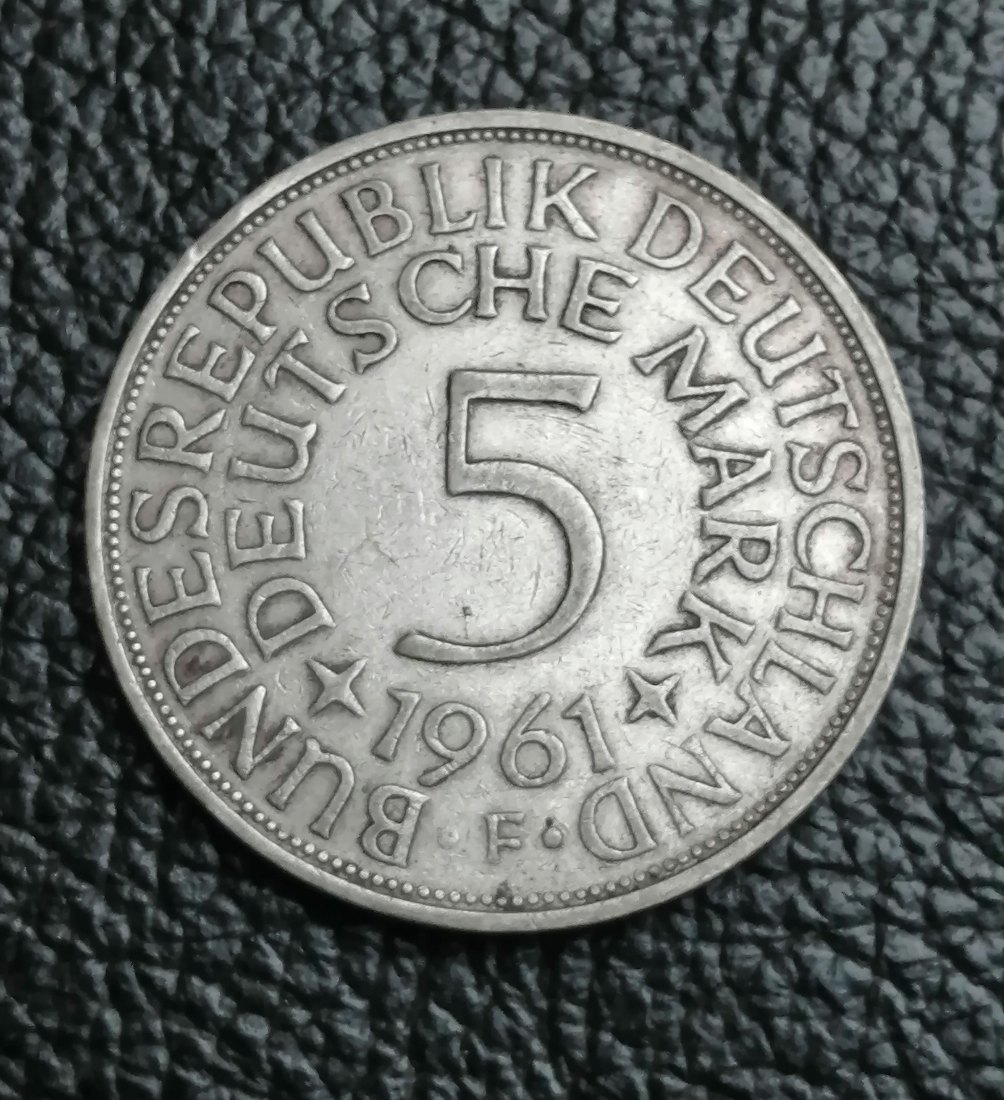 BUNDESREPUBLIK DEUTSCHLAND
DEUTSCHE MARK
5
1961
· F ·